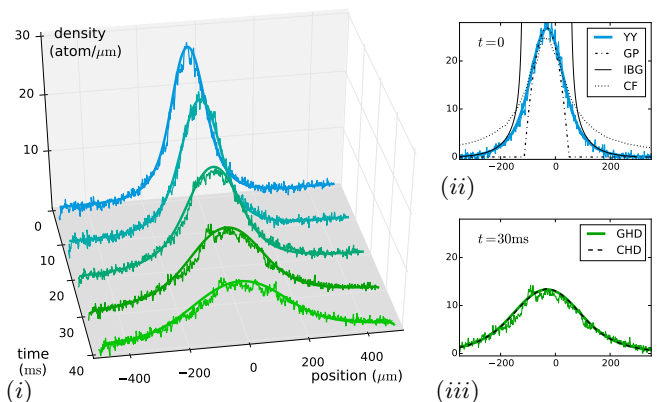 30
density
(atom/μm)
20
10
0
10
20
30
40
time
(ms)
−400
−200
0
200
400
position (μm)
(i)
t=0
YY
GP
IBG
CF
20
10
0
−200
0
200
(ii)
t=30ms
GHD
CHD
20
10
0
−200
0
200
(iii)